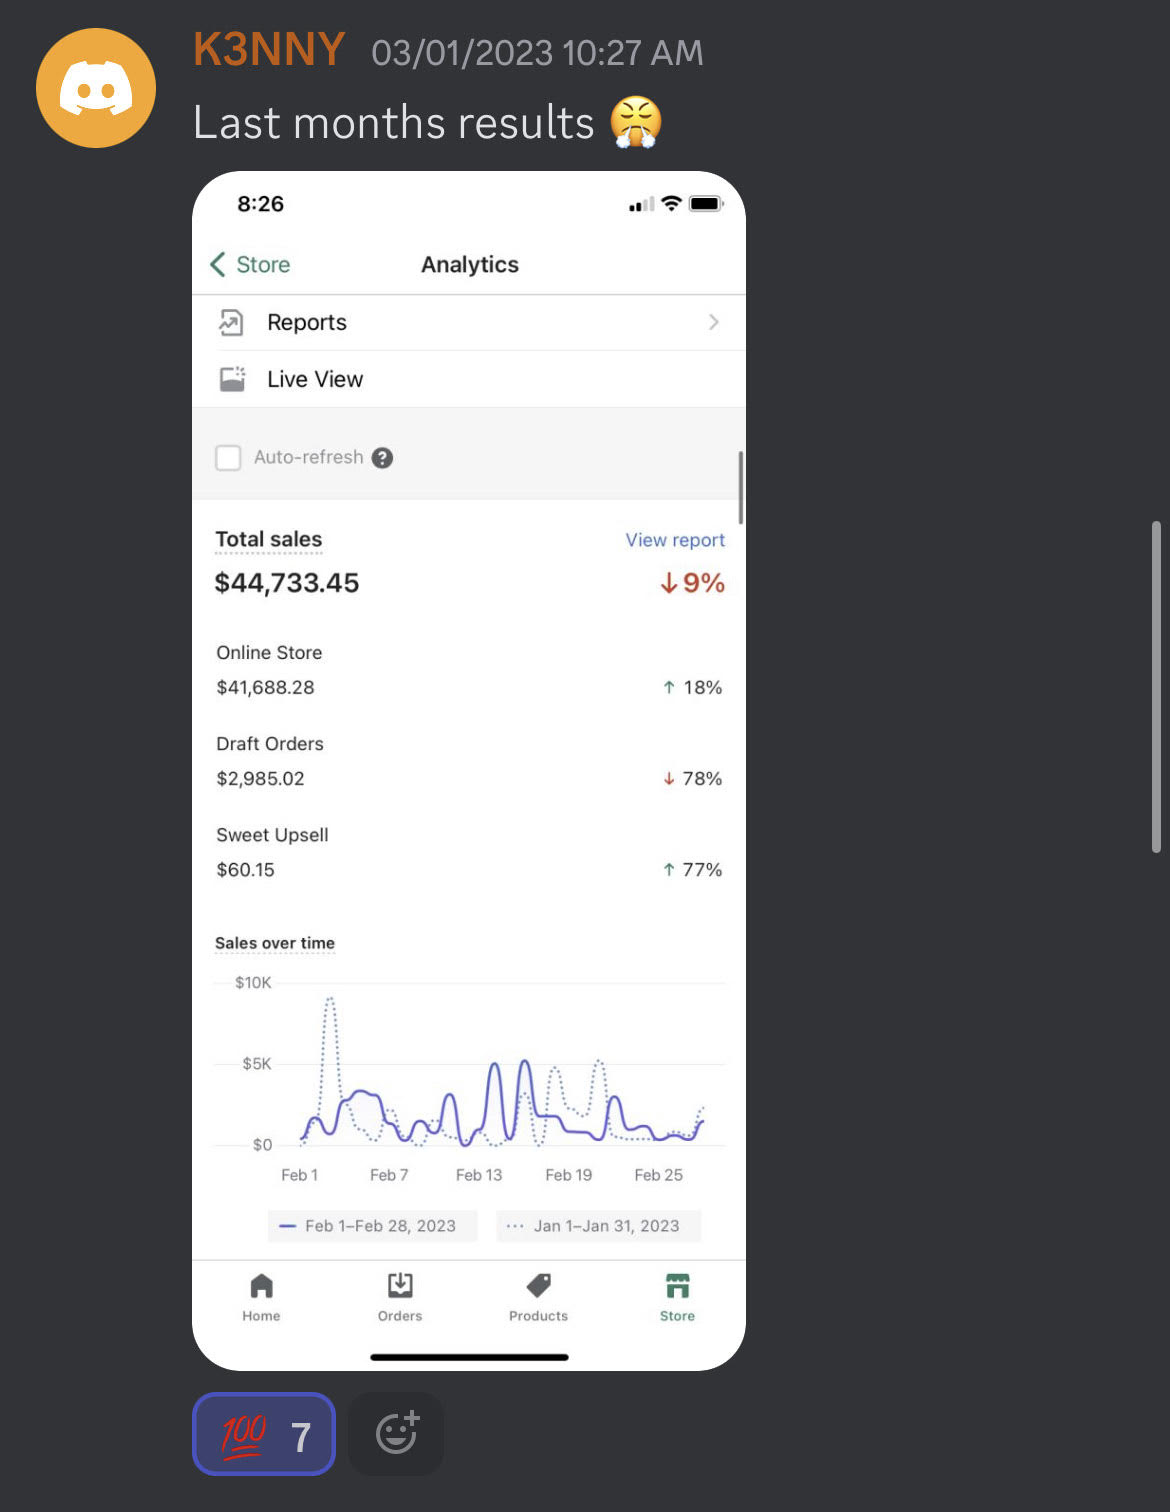 K3NNY 03/01/2023 10:27 AM
Last months results 😤
8:26
Store Analytics
Reports
Live View
Auto-refresh ?
Total sales View report
$44,733.45 ↓9%
Online Store
$41,688.28 ↑ 18%
Draft Orders
$2,985.02 ↓ 78%
Sweet Upsell
$60.15 ↑ 77%
Sales over time
$10K
$5K
$0
Feb 1 Feb 7 Feb 13 Feb 19 Feb 25
Feb 1–Feb 28, 2023 Jan 1–Jan 31, 2023
Home Orders Products Store
💯 7